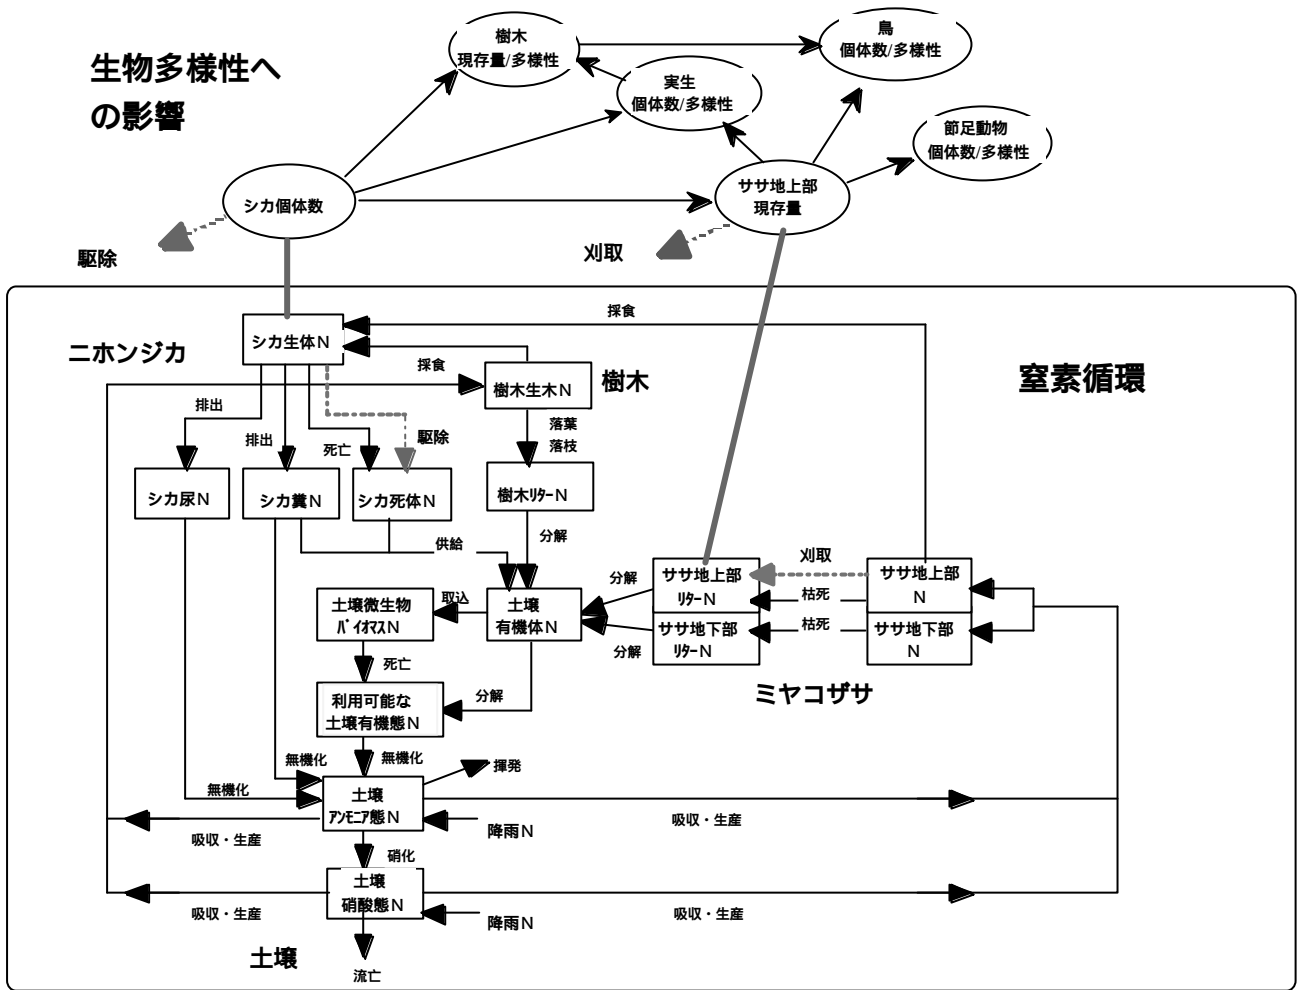 生物多様性へ
の影響
樹木
現存量/多様性
鳥
個体数/多様性
実生
個体数/多様性
節足動物
個体数/多様性
シカ個体数
ササ地上部
現存量
駆除
刈取
採食
ニホンジカ
シカ生体N
採食
樹木生木N
樹木
窒素循環
排出
排出
死亡
駆除
落葉
落枝
シカ尿N
シカ糞N
シカ死体N
樹木リターN
供給
分解
刈取
分解
ササ地上部
リターN
枯死
ササ地上部
N
土壌微生物
バイオマスN
取込
土壌
有機体N
分解
ササ地下部
リターN
枯死
ササ地下部
N
死亡
ミヤコザサ
利用可能な
土壌有機態N
分解
無機化
無機化
揮発
無機化
土壌
アンモニア態N
吸収・生産
降雨N
吸収・生産
硝化
土壌
硝酸態N
吸収・生産
降雨N
吸収・生産
土壌
流亡